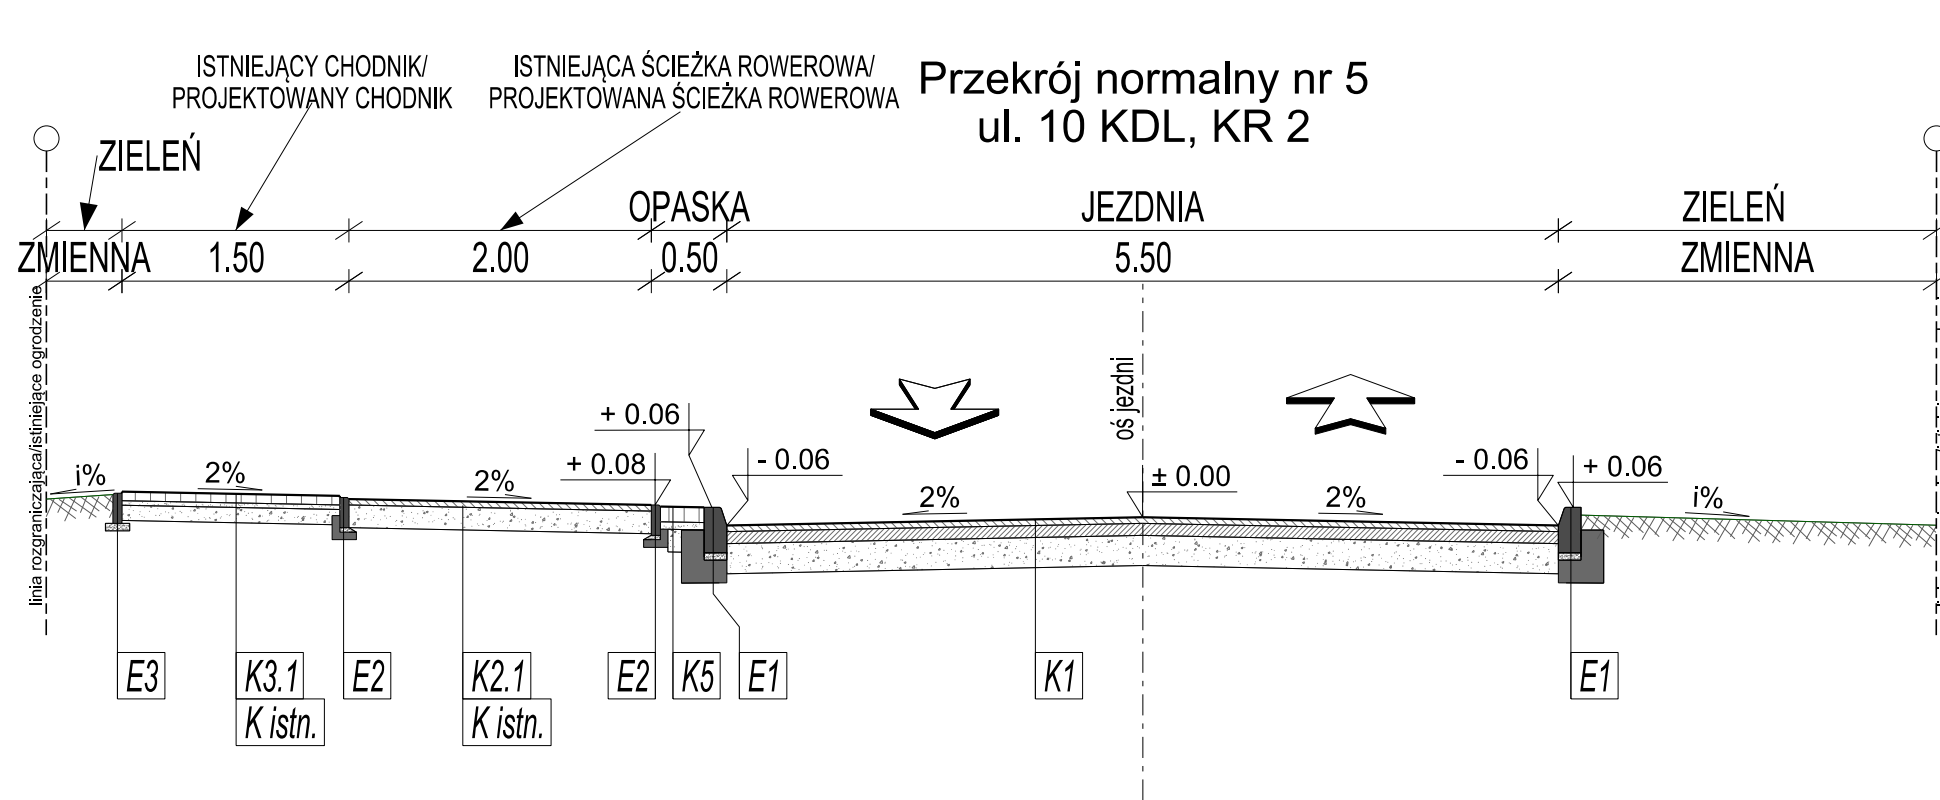 ISTNIEJĄCY CHODNIK/
PROJEKTOWANY CHODNIK
ISTNIEJĄCA ŚCIEŻKA ROWEROWA/
PROJEKTOWANA ŚCIEŻKA ROWEROWA
Przekrój normalny nr 5
ul. 10 KDL, KR 2
ZIELEŃ
OPASKA
JEZDNIA
ZIELEŃ
ZMIENNA
1.50
2.00
0.50
5.50
ZMIENNA
linia rozgraniczająca/istniejące ogrodzenie
oś jezdni
+ 0.06
+ 0.08
- 0.06
± 0.00
- 0.06
+ 0.06
i%
2%
2%
2%
2%
i%
E3
K3.1
K istn.
E2
K2.1
K istn.
E2
K5
E1
K1
E1